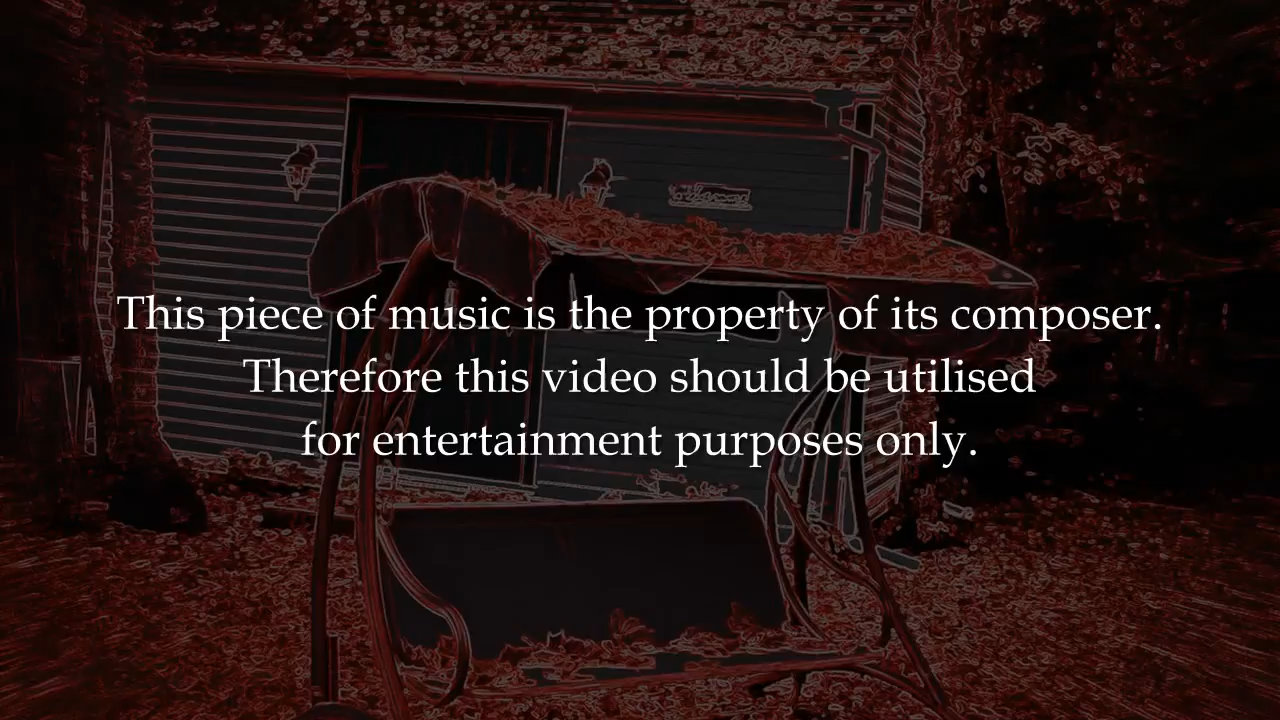 This piece of music is the property of its composer.
Therefore this video should be utilised
for entertainment purposes only.